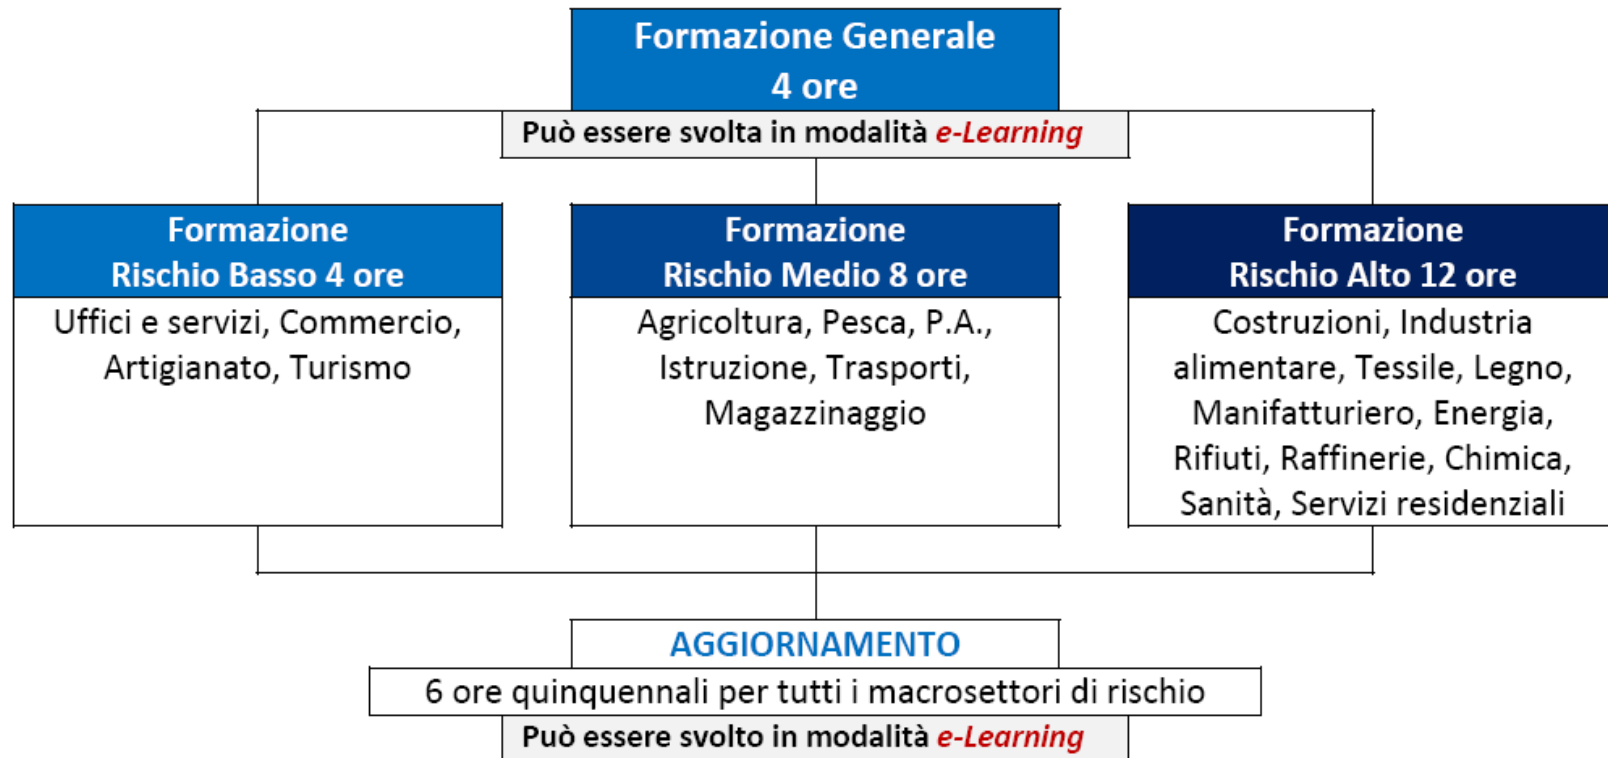 Formazione Generale
4 ore
Può essere svolta in modalità e-Learning
Formazione
Rischio Basso 4 ore
Uffici e servizi, Commercio,
Artigianato, Turismo
Formazione
Rischio Medio 8 ore
Agricoltura, Pesca, P.A.,
Istruzione, Trasporti,
Magazzinaggio
Formazione
Rischio Alto 12 ore
Costruzioni, Industria
alimentare, Tessile, Legno,
Manifatturiero, Energia,
Rifiuti, Raffinerie, Chimica,
Sanità, Servizi residenziali
AGGIORNAMENTO
6 ore quinquennali per tutti i macrosettori di rischio
Può essere svolto in modalità e-Learning